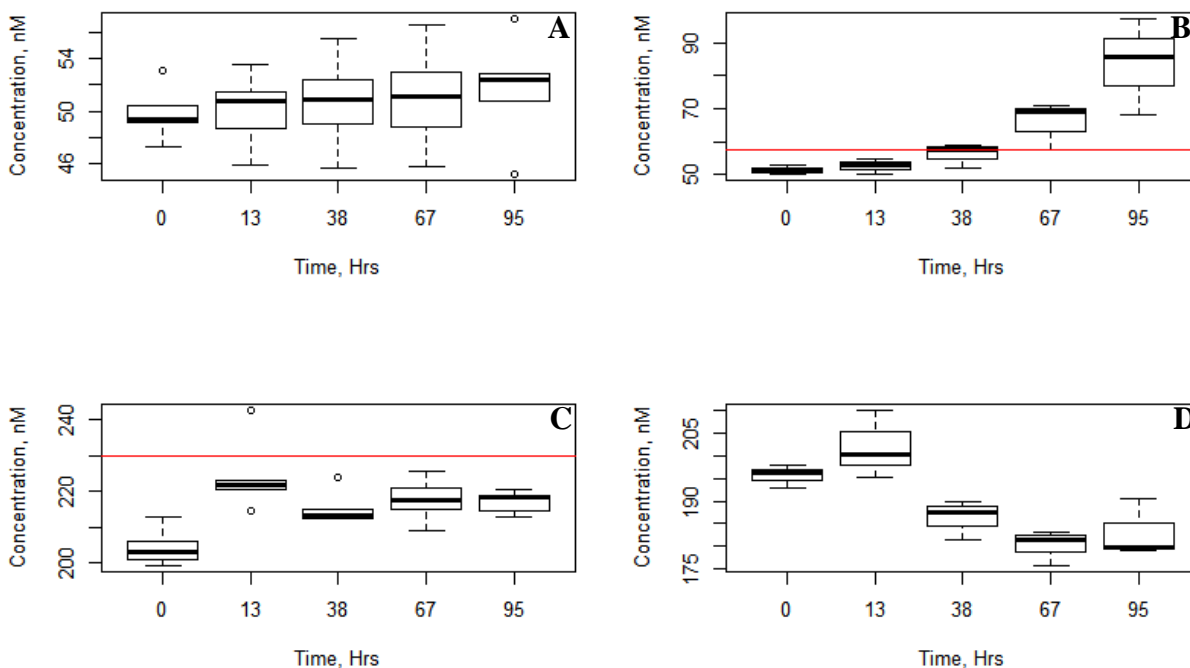 A
Concentration, nM
54
50
46
0 13 38 67 95
Time, Hrs
B
Concentration, nM
90
70
50
0 13 38 67 95
Time, Hrs
C
Concentration, nM
240
220
200
0 13 38 67 95
Time, Hrs
D
Concentration, nM
205
190
175
0 13 38 67 95
Time, Hrs